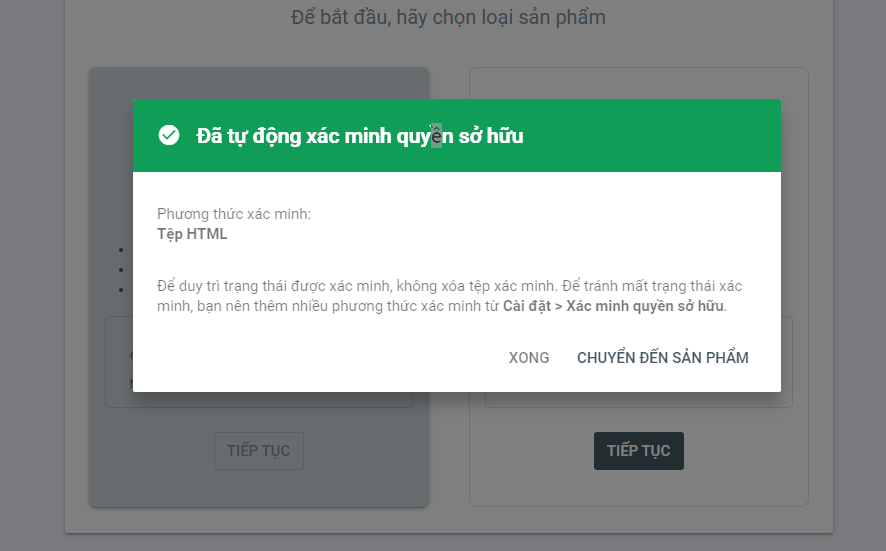 Để bắt đầu, hãy chọn loại sản phẩm
Đã tự động xác minh quyền sở hữu
Phương thức xác minh:
Tệp HTML
Để duy trì trạng thái được xác minh, không xóa tệp xác minh. Để tránh mất trạng thái xác
minh, bạn nên thêm nhiều phương thức xác minh từ Cài đặt > Xác minh quyền sở hữu.
XONG
CHUYỂN ĐẾN SẢN PHẨM
TIẾP TỤC
TIẾP TỤC